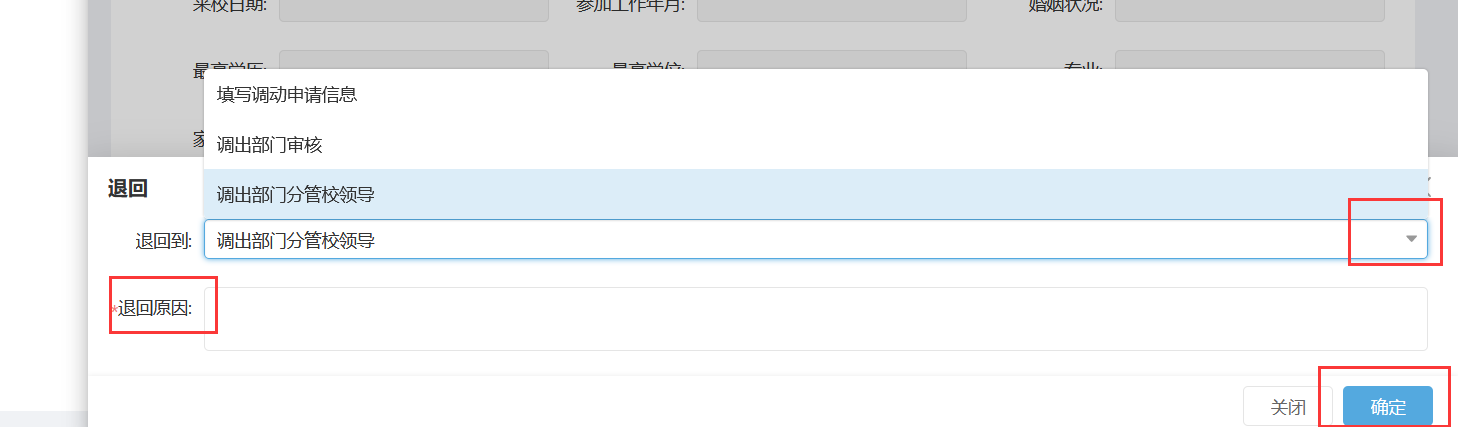 来校日期: 参加工作年月: 婚姻状况:
最高学历: 最高学位: 专业:
填写调动申请信息
调出部门审核
调出部门分管校领导
退回
退回到: 调出部门分管校领导
*退回原因:
关闭 确定